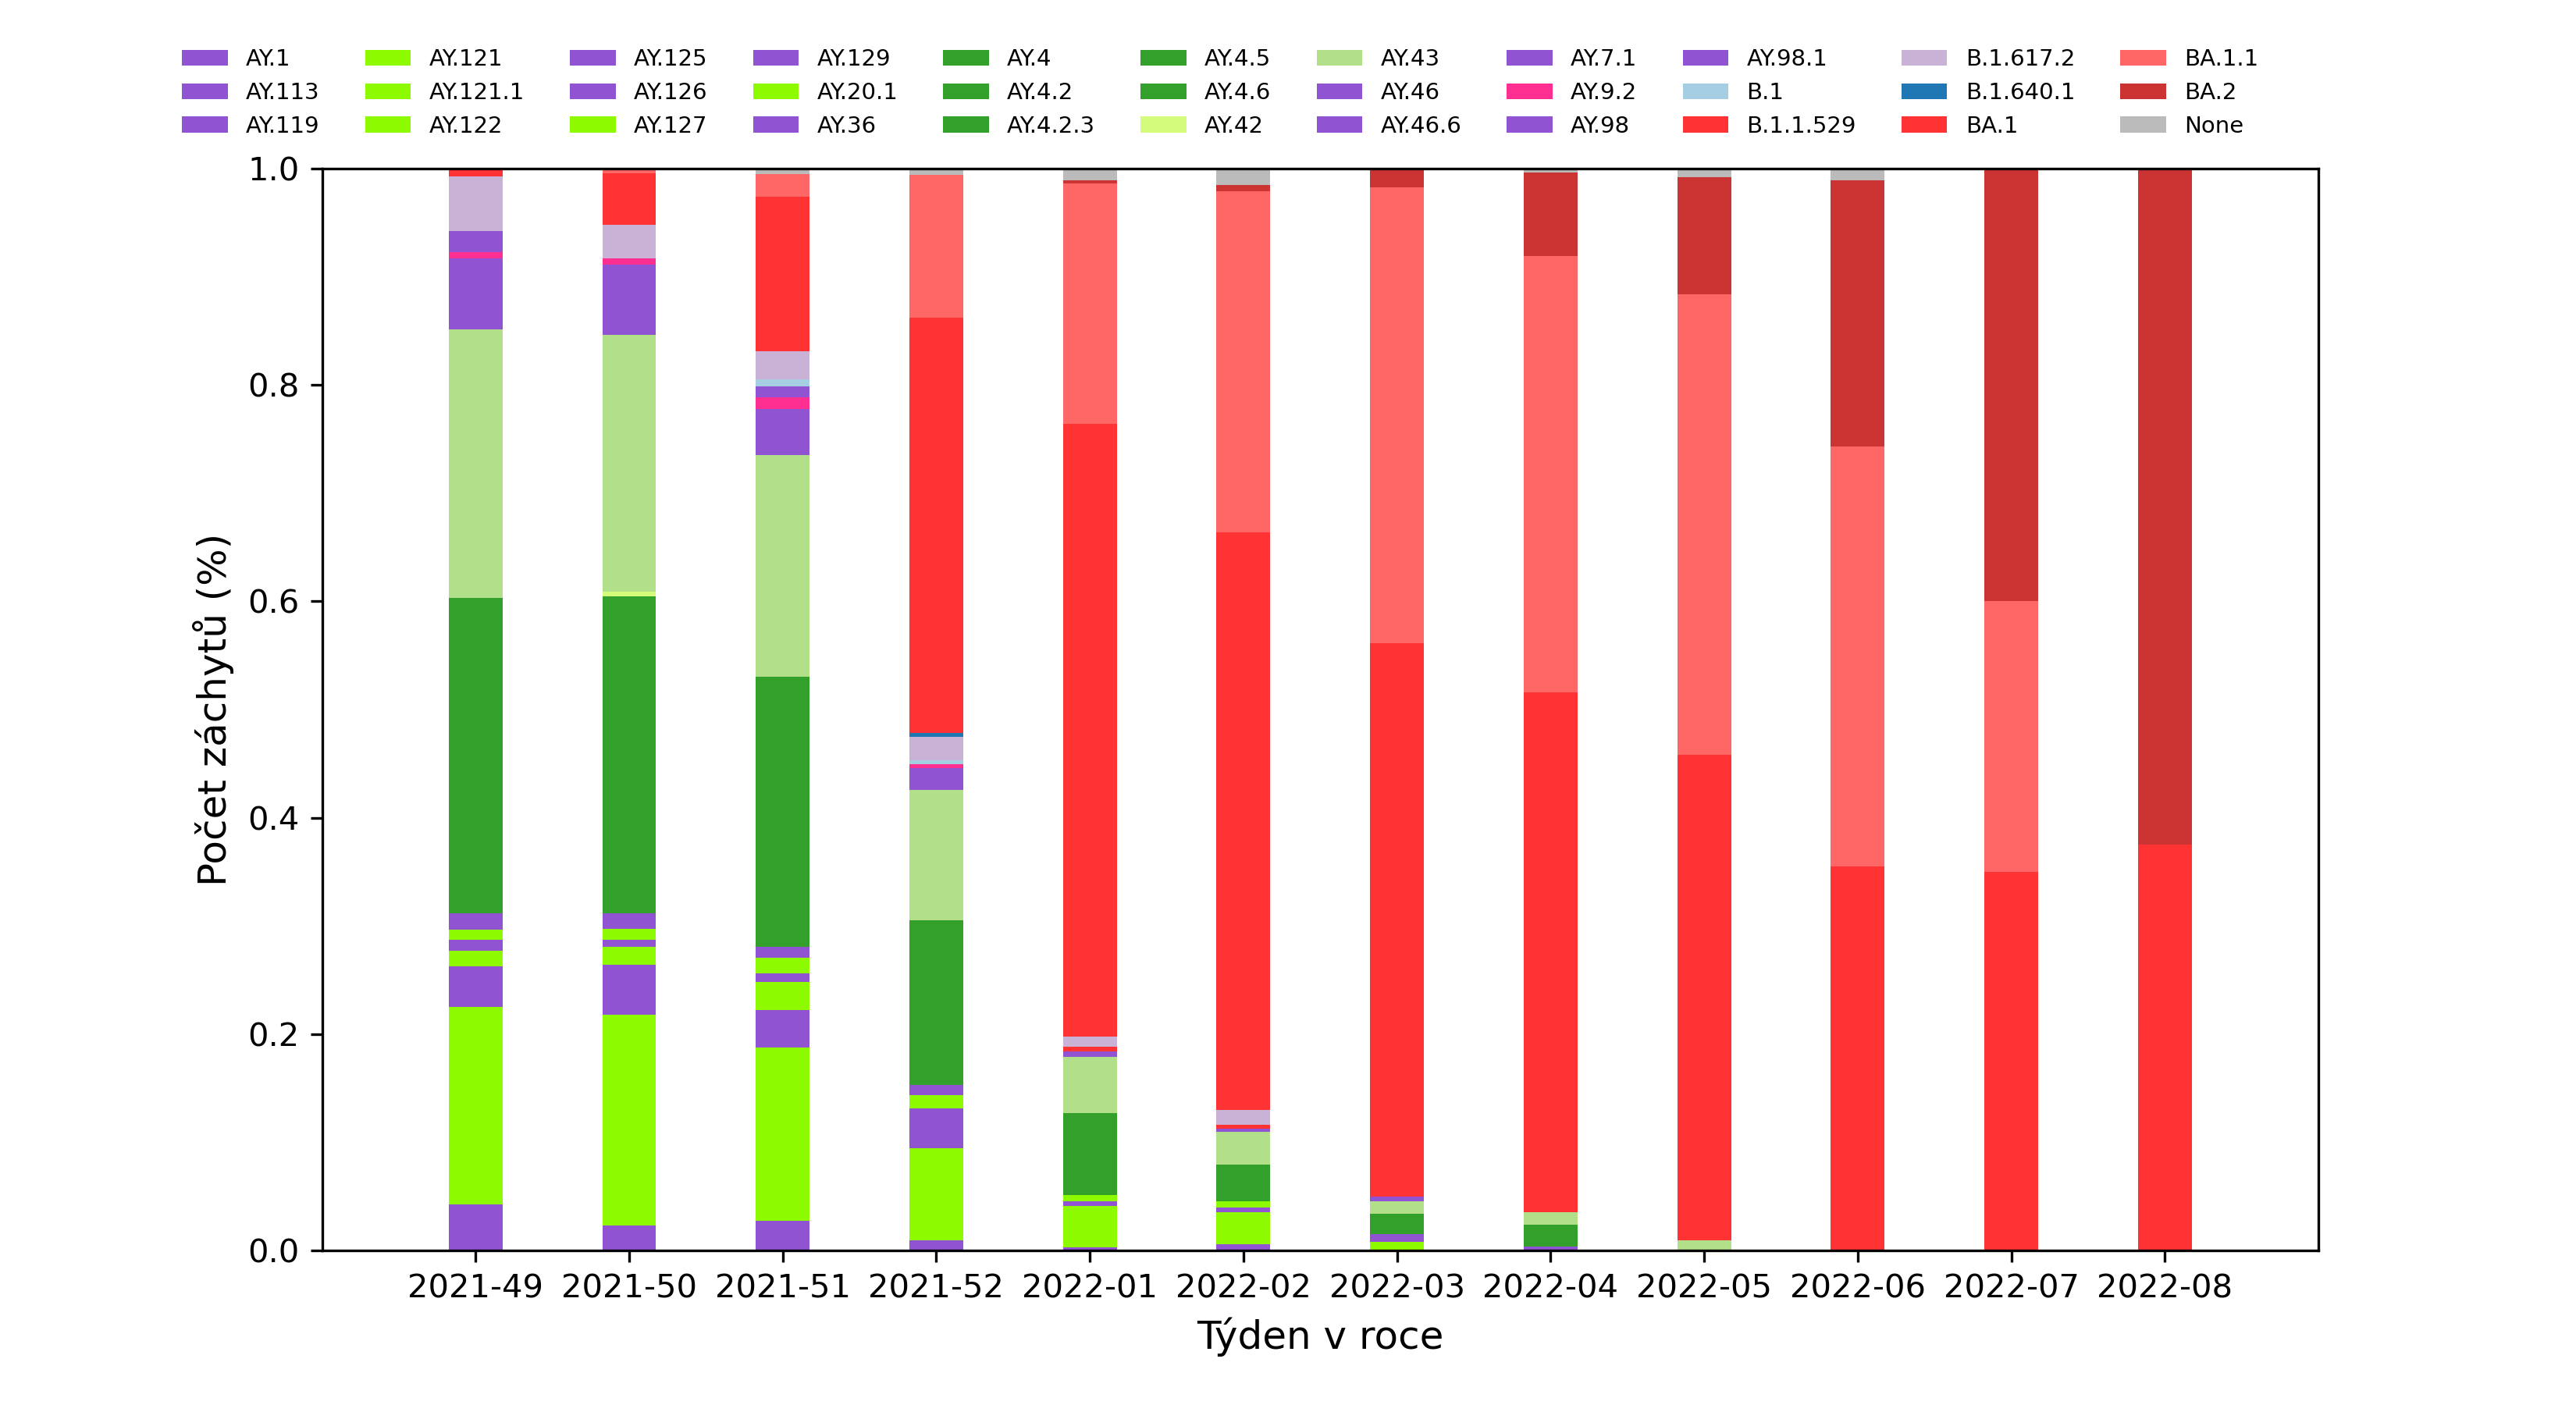 AY.1 AY.121 AY.125 AY.129 AY.4 AY.4.5 AY.43 AY.7.1 AY.98.1 B.1.617.2 BA.1.1
AY.113 AY.121.1 AY.126 AY.20.1 AY.4.2 AY.4.6 AY.46 AY.9.2 B.1 B.1.640.1 BA.2
AY.119 AY.122 AY.127 AY.36 AY.4.2.3 AY.42 AY.46.6 AY.98 B.1.1.529 BA.1 None
1.0
0.8
0.6
0.4
0.2
0.0
Počet záchytů (%)
2021-49 2021-50 2021-51 2021-52 2022-01 2022-02 2022-03 2022-04 2022-05 2022-06 2022-07 2022-08
Týden v roce